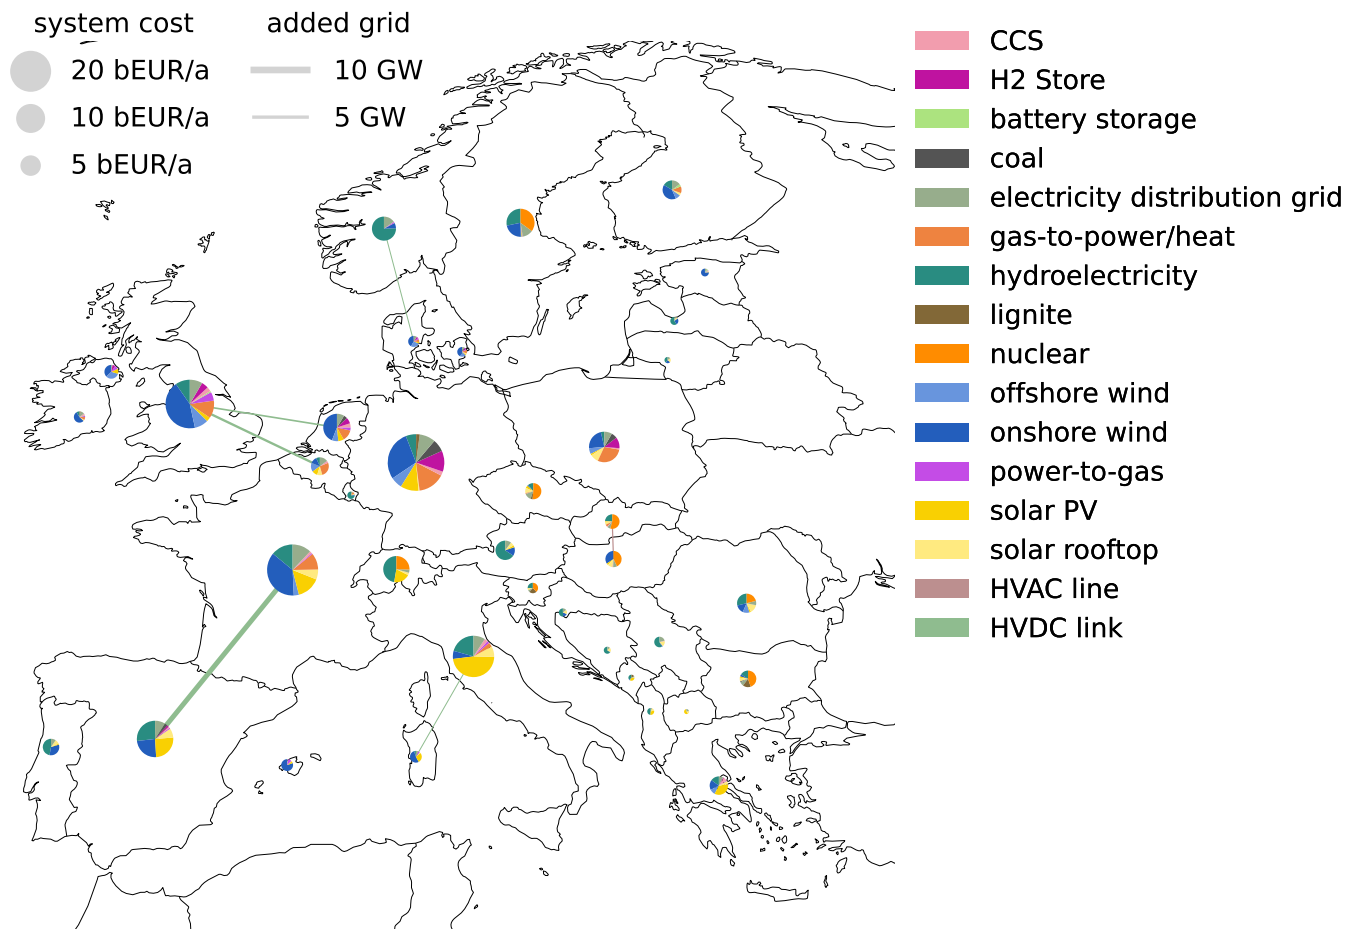 system cost
20 bEUR/a
10 bEUR/a
5 bEUR/a
added grid
10 GW
5 GW
CCS
H2 Store
battery storage
coal
electricity distribution grid
gas-to-power/heat
hydroelectricity
lignite
nuclear
offshore wind
onshore wind
power-to-gas
solar PV
solar rooftop
HVAC line
HVDC link